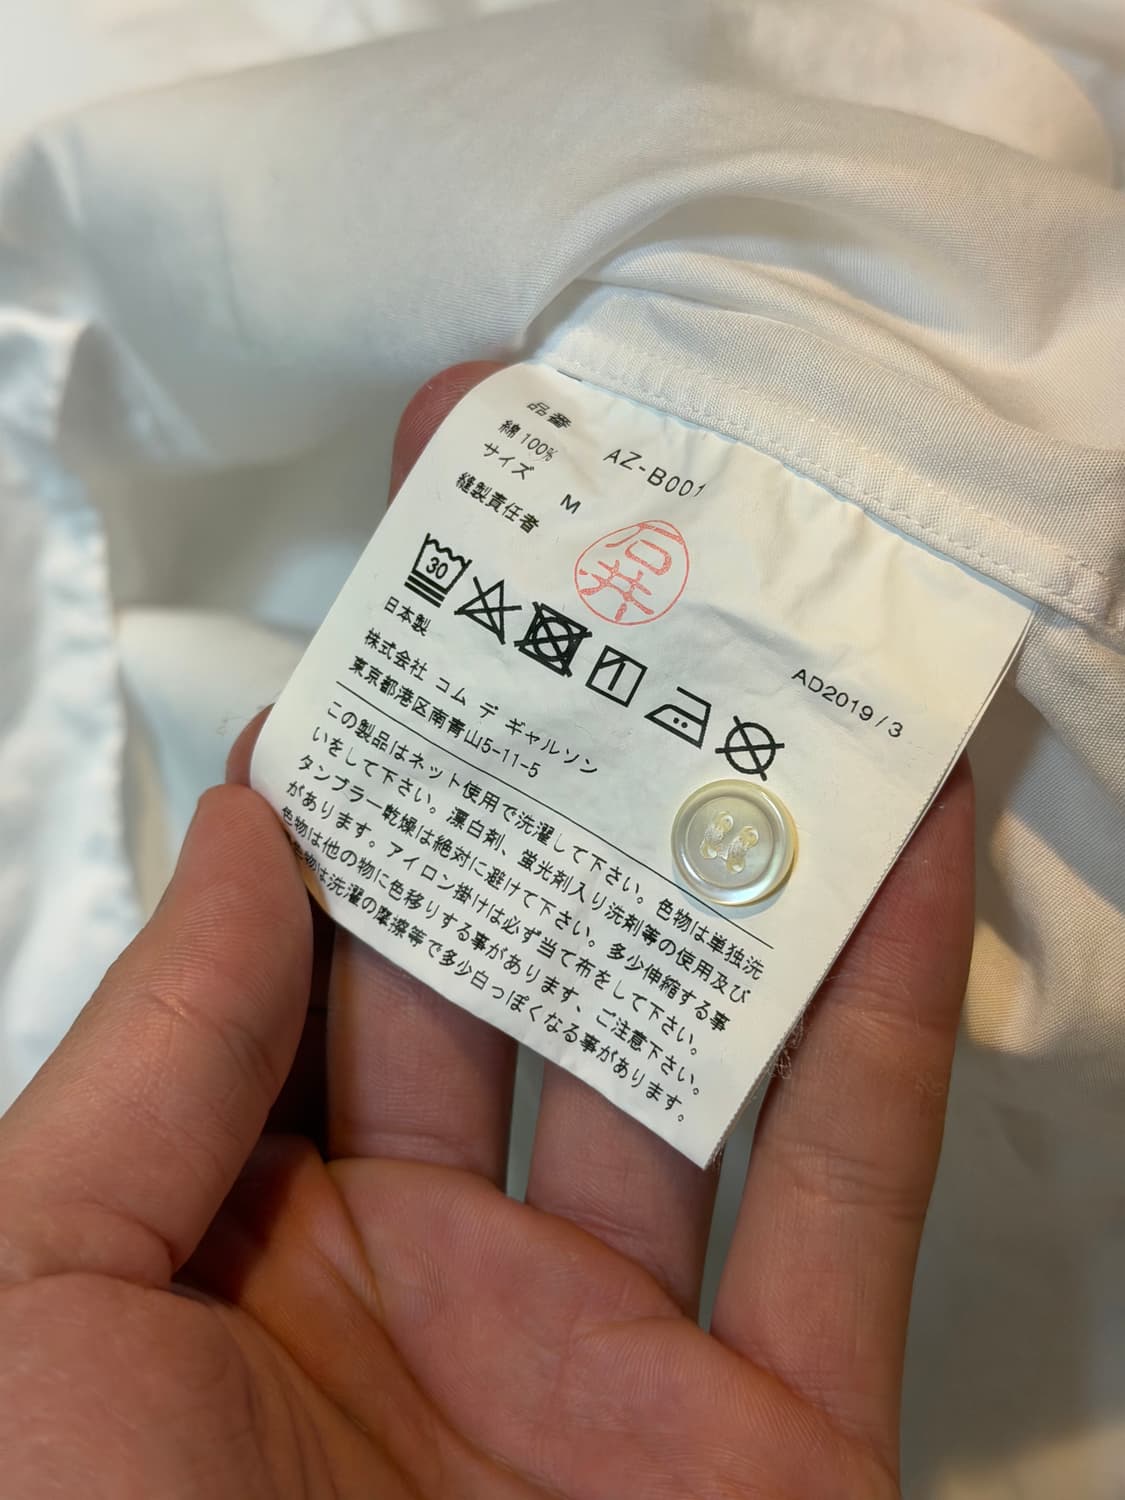 品番 AZ-B001
綿 100%
サイズ M
縫製責任者
石井
30
日本製
AD2019/3
株式会社 コム デ ギャルソン
東京都港区南青山5-11-5
この製品はネット使用で洗濯して下さい。色物は単独洗
いをして下さい。漂白剤、蛍光剤入り洗剤等の使用及び
タンブラー乾燥は絶対に避けて下さい。多少伸縮する事
があります。アイロン掛けは必ず当て布をして下さい。
色物は他の物に色移りする事があります、ご注意下さい。
色物は洗濯の摩擦等で多少白っぽくなる事があります。